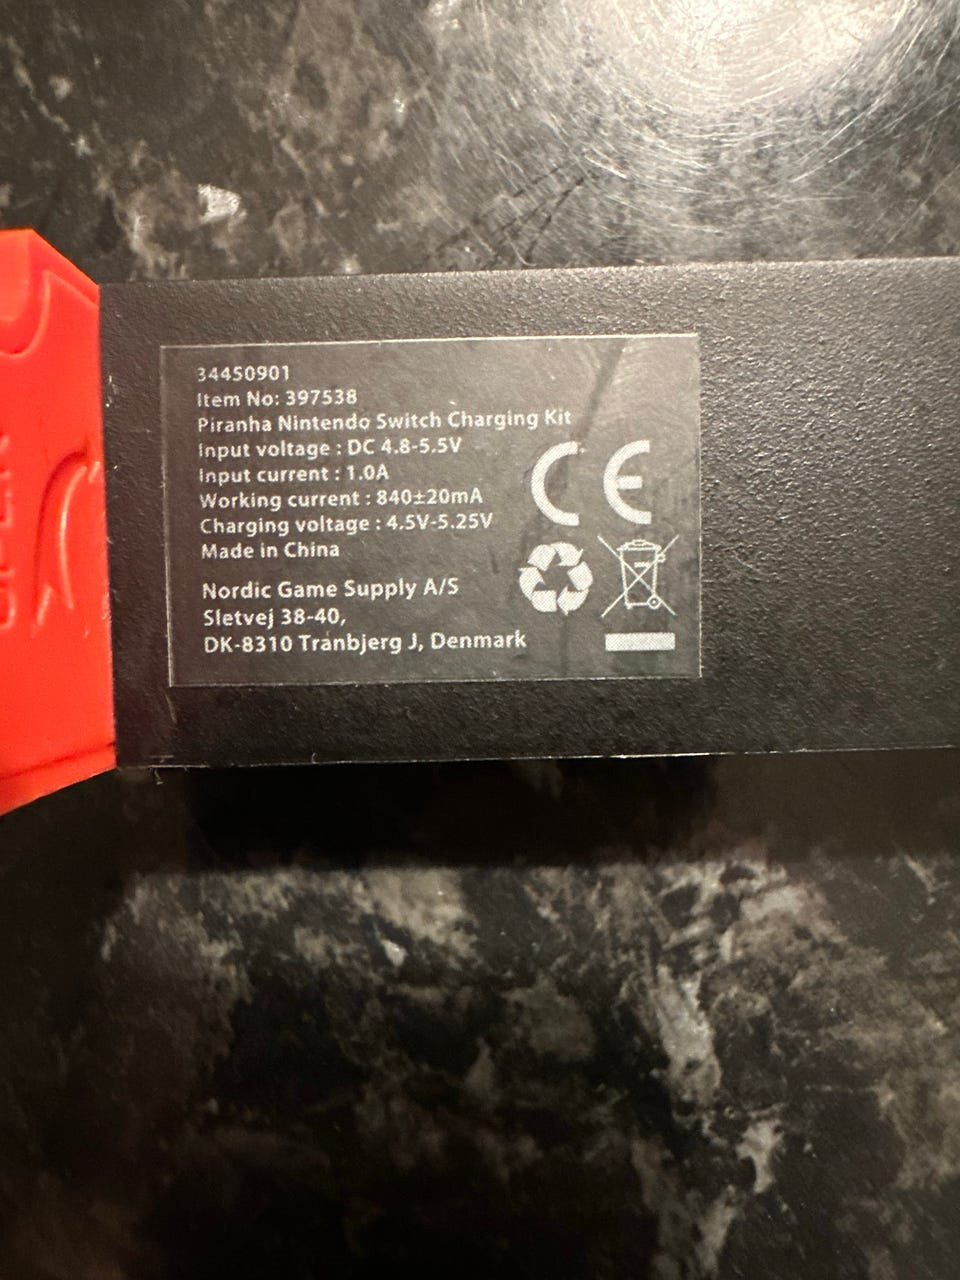 34450901
Item No: 397538
Piranha Nintendo Switch Charging Kit
Input voltage : DC 4.8-5.5V
Input current : 1.0A
Working current : 840±20mA
Charging voltage : 4.5V-5.25V
Made in China
CE
Nordic Game Supply A/S
Sletvej 38-40,
DK-8310 Tranbjerg J, Denmark